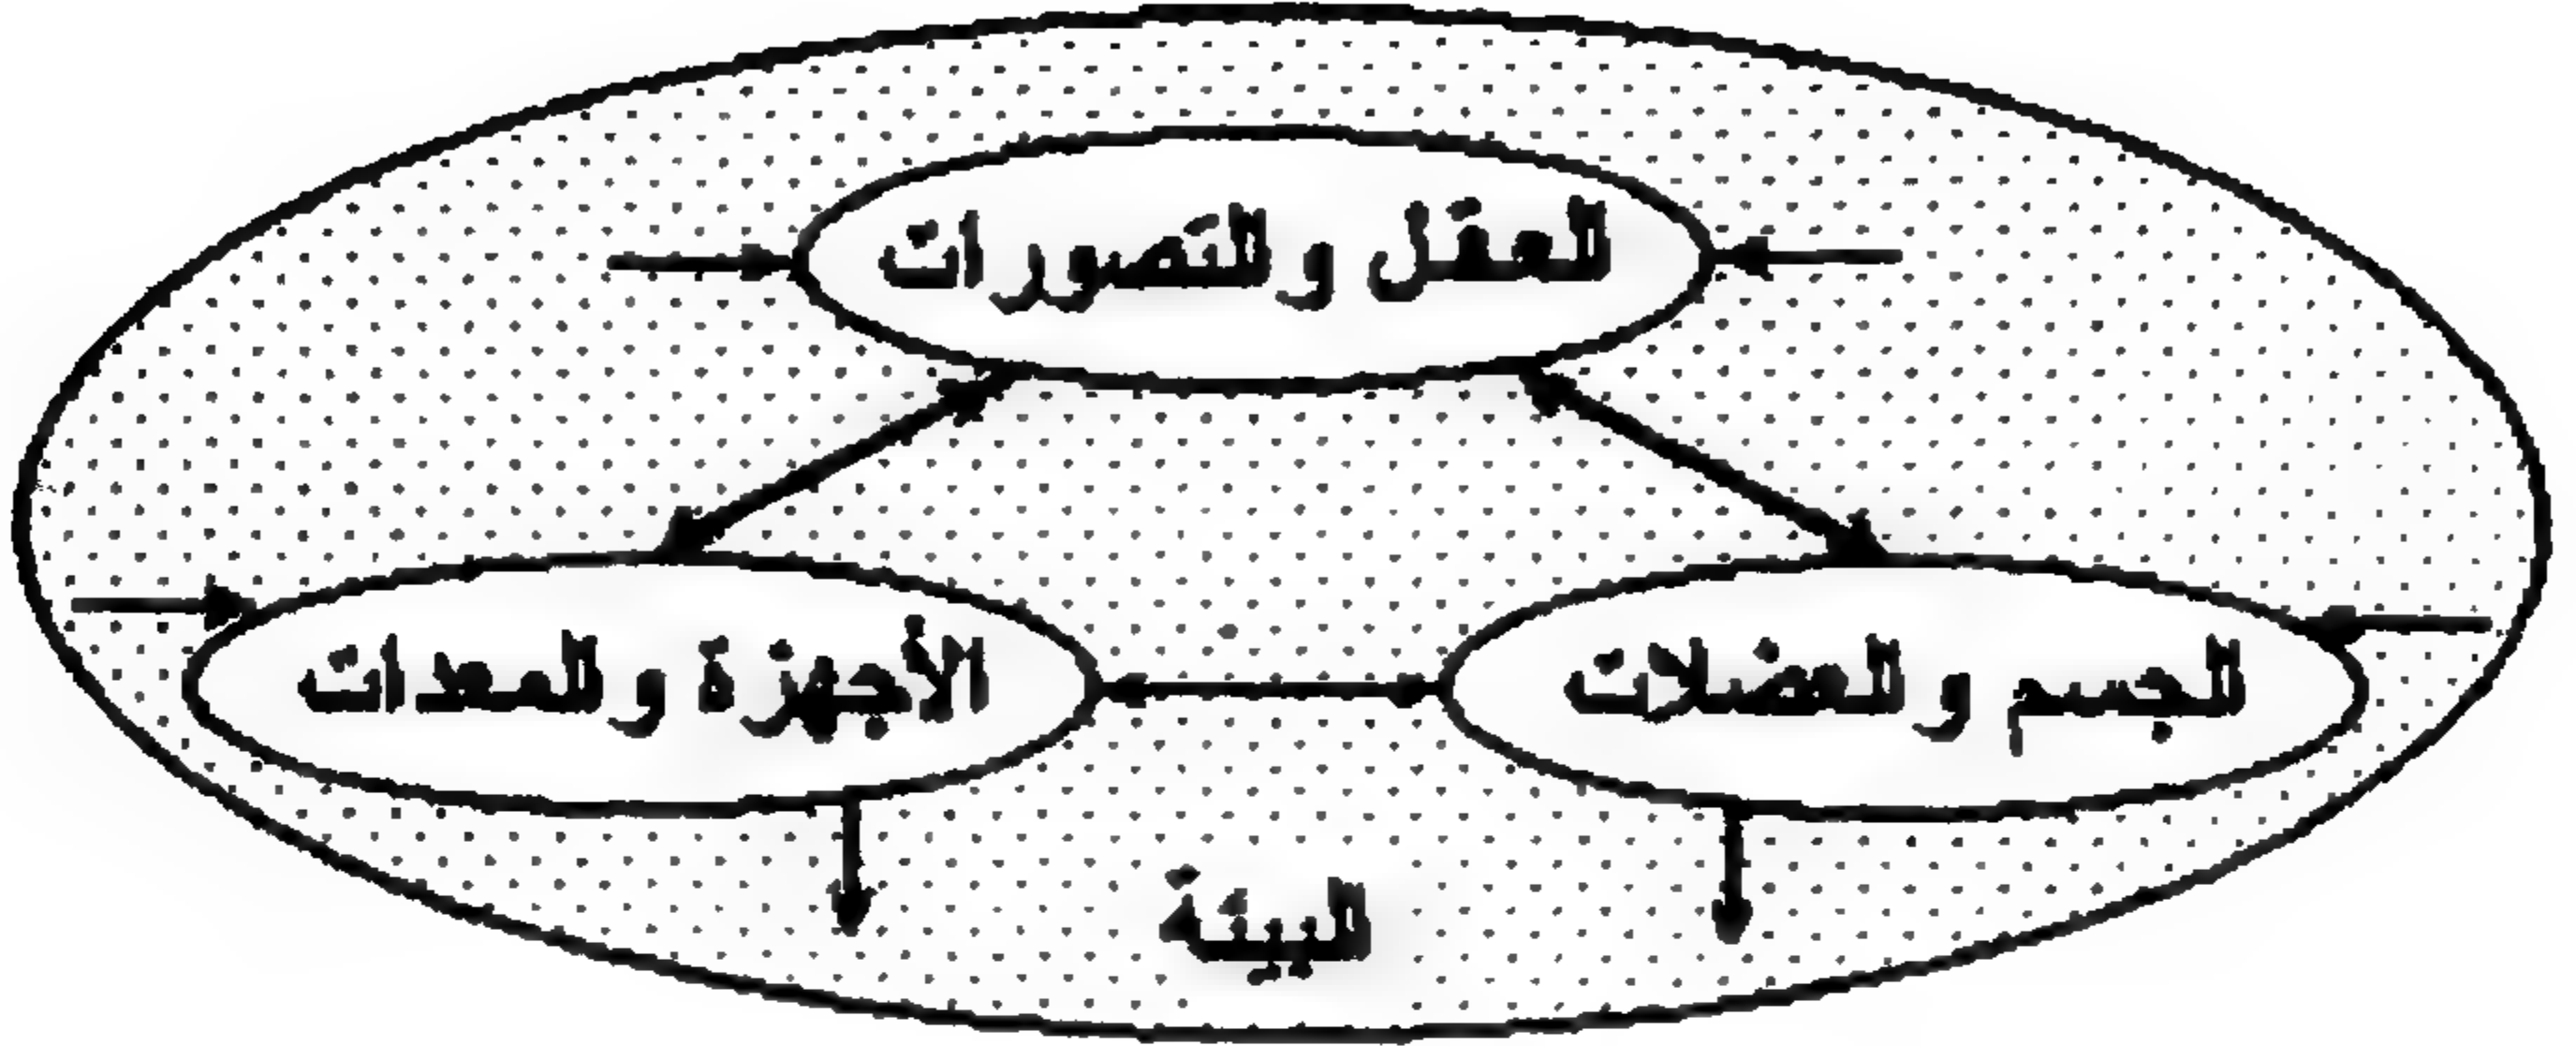 العقل والتصورات
الجسم والعضلات
الأجهزة والمعدات
البيئة